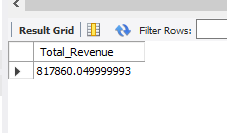 Result Grid Filter Rows:
Total_Revenue
817860.049999993